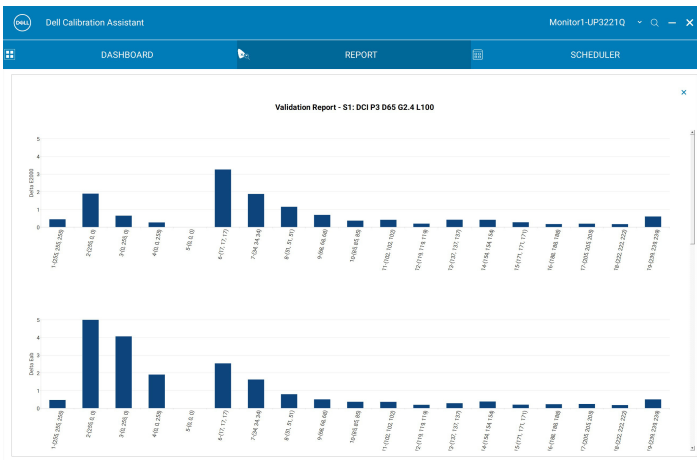 DELL Dell Calibration Assistant Monitor1-UP3221Q
DASHBOARD REPORT SCHEDULER
Validation Report - S1: DCI P3 D65 G2.4 L100
Delta E2000
5
4
3
2
1
0
1-(255, 255, 255) 2-(255, 0, 0) 3-(0, 255, 0) 4-(0, 0, 255) 5-(0, 0, 0) 6-(17, 17, 17) 7-(34, 34, 34) 8-(51, 51, 51) 9-(68, 68, 68) 10-(85, 85, 85) 11-(102, 102, 102) 12-(119, 119, 119) 13-(137, 137, 137) 14-(154, 154, 154) 15-(171, 171, 171) 16-(188, 188, 188) 17-(205, 205, 205) 18-(222, 222, 222) 19-(239, 239, 239)
Delta Eab
5
4
3
2
1
0
1-(255, 255, 255) 2-(255, 0, 0) 3-(0, 255, 0) 4-(0, 0, 255) 5-(0, 0, 0) 6-(17, 17, 17) 7-(34, 34, 34) 8-(51, 51, 51) 9-(68, 68, 68) 10-(85, 85, 85) 11-(102, 102, 102) 12-(119, 119, 119) 13-(137, 137, 137) 14-(154, 154, 154) 15-(171, 171, 171) 16-(188, 188, 188) 17-(205, 205, 205) 18-(222, 222, 222) 19-(239, 239, 239)